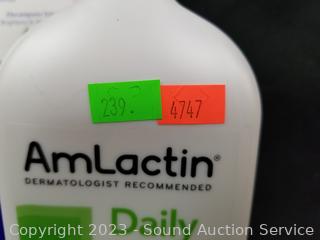 239.
4747
AmLactin®
DERMATOLOGIST RECOMMENDED
Daily
Copyright 2023 - Sound Auction Service